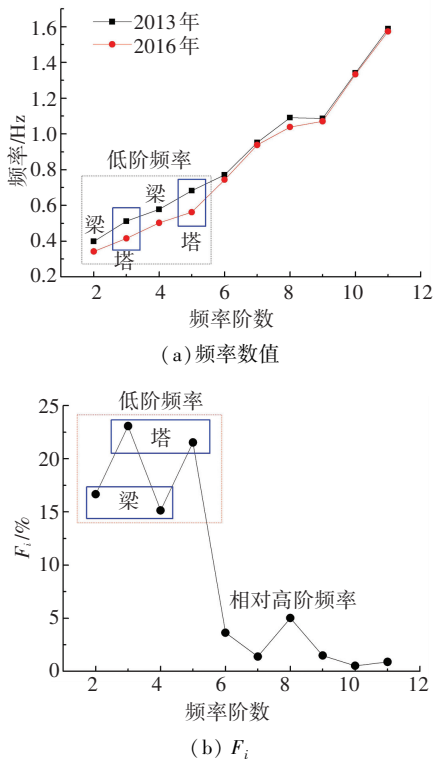 2013年
2016年
1.6
1.4
1.2
1.0
0.8
0.6
0.4
0.2
频率/Hz
低阶频率
梁
塔
梁
塔
2 4 6 8 10 12
频率阶数
(a)频率数值
25
20
15
10
5
0
F_i/%
低阶频率
塔
梁
相对高阶频率
2 4 6 8 10 12
频率阶数
(b) F_i